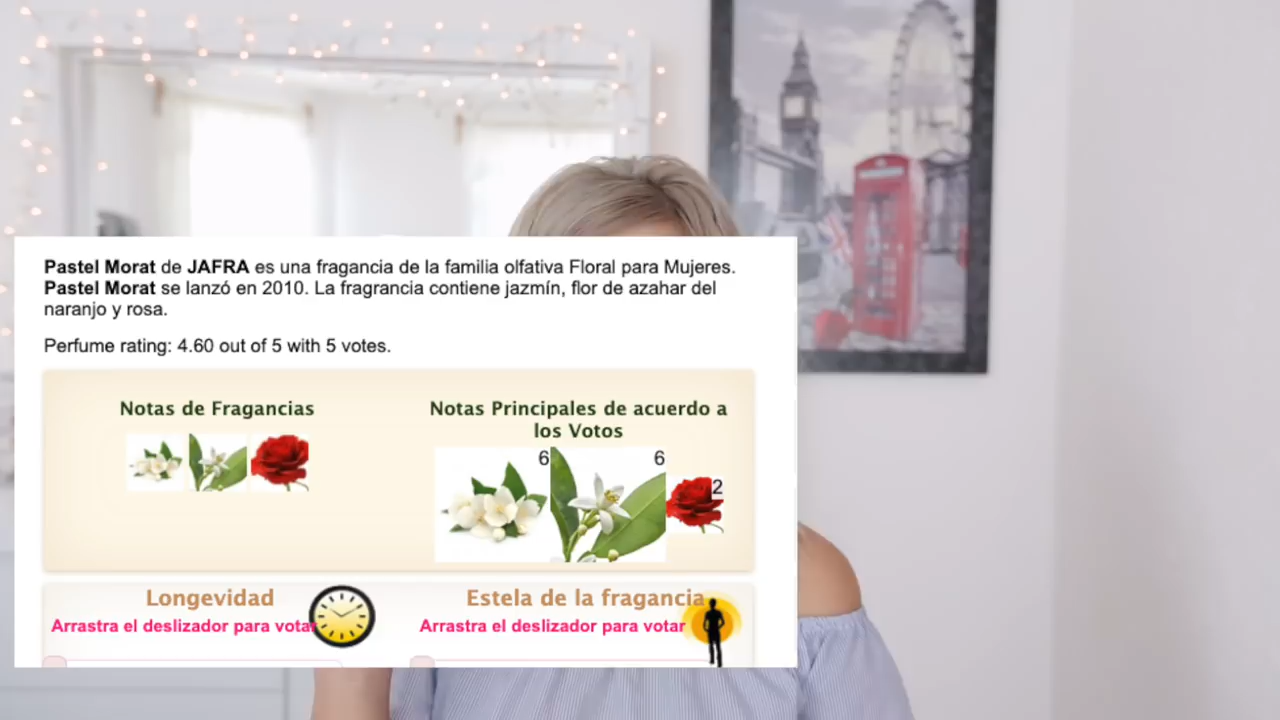 Pastel Morat de JAFRA es una fragancia de la familia olfativa Floral para Mujeres.
Pastel Morat se lanzó en 2010. La fragrancia contiene jazmín, flor de azahar del
naranjo y rosa.
Perfume rating: 4.60 out of 5 with 5 votes.
Notas de Fragancias
Notas Principales de acuerdo a
los Votos
6
6
2
Longevidad
Estela de la fragancia
Arrastra el deslizador para votar
Arrastra el deslizador para votar